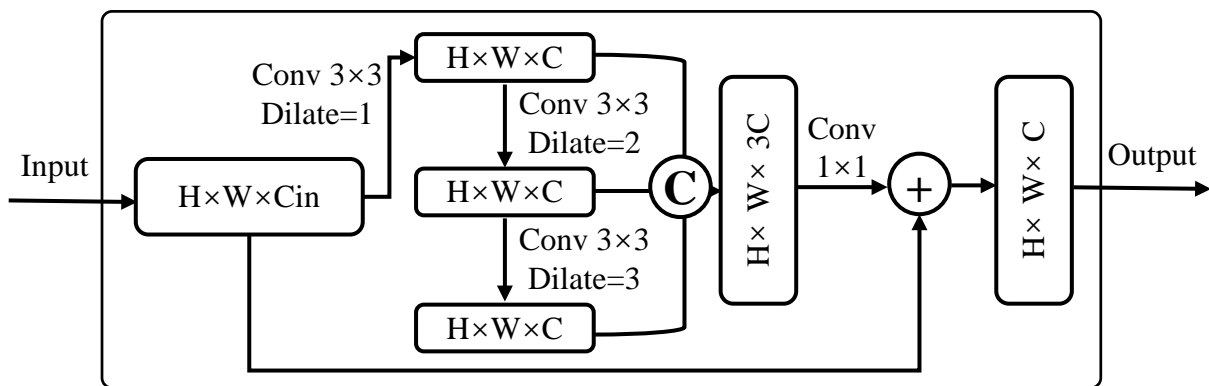 Input
H×W×Cin
Conv 3×3
Dilate=1
H×W×C
Conv 3×3
Dilate=2
H×W×C
Conv 3×3
Dilate=3
H×W×C
C
H× W× 3C
Conv
1×1
+
H× W× C
Output